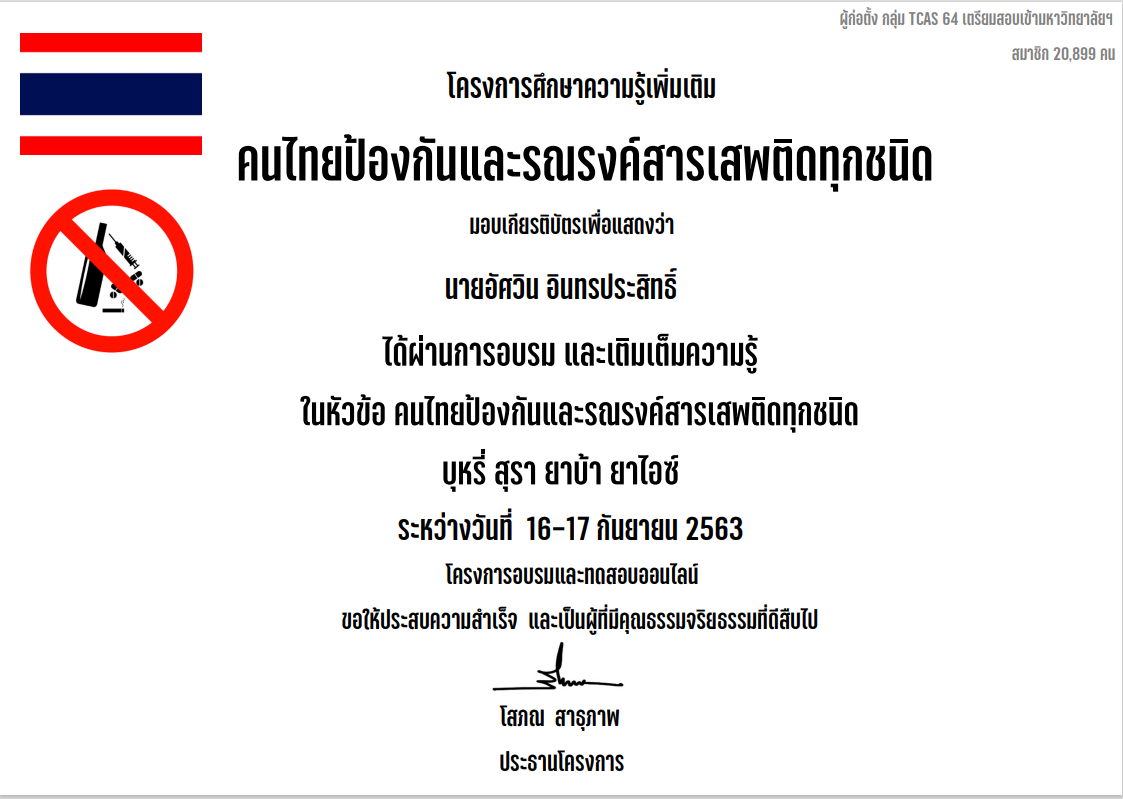 ผู้ก่อตั้ง กลุ่ม TCAS 64 เตรียมสอบเข้ามหาวิทยาลัยฯ
สมาชิก 20,899 คน
โครงการศึกษาความรู้เพิ่มเติม
คนไทยป้องกันและรณรงค์สารเสพติดทุกชนิด
มอบเกียรติบัตรเพื่อแสดงว่า
นายอัศวิน อินทรประสิทธิ์
ได้ผ่านการอบรม และเติมเต็มความรู้
ในหัวข้อ คนไทยป้องกันและรณรงค์สารเสพติดทุกชนิด
บุหรี่ สุรา ยาบ้า ยาไอซ์
ระหว่างวันที่ 16-17 กันยายน 2563
โครงการอบรมและทดสอบออนไลน์
ขอให้ประสบความสำเร็จ และเป็นผู้ที่มีคุณธรรมจริยธรรมที่ดีสืบไป
โสภณ สาธุภาพ
ประธานโครงการ